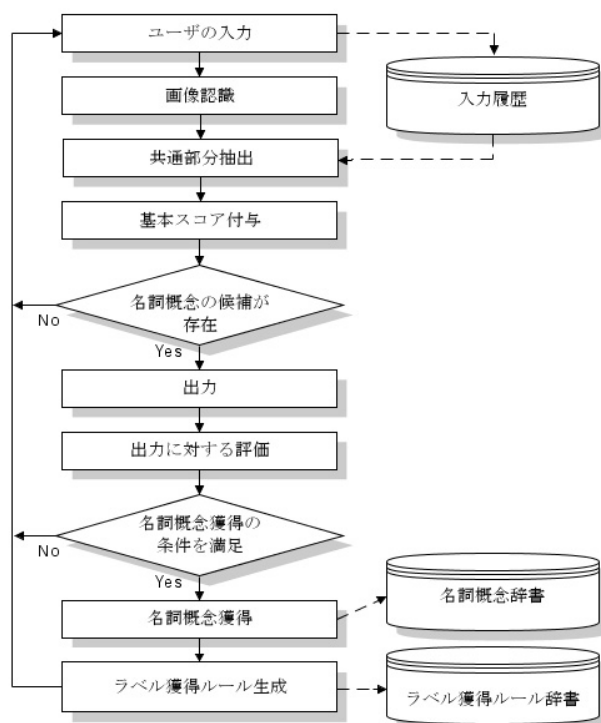 ユーザの入力
入力履歴
画像認識
共通部分抽出
基本スコア付与
名詞概念の候補が
存在
No
Yes
出力
出力に対する評価
名詞概念獲得の
条件を満足
No
Yes
名詞概念辞書
名詞概念獲得
ラベル獲得ルール生成
ラベル獲得ルール辞書